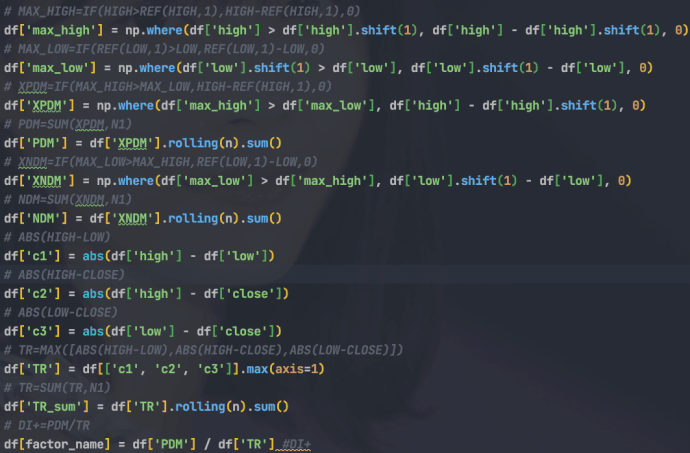 # MAX_HIGH=IF(HIGH>REF(HIGH,1),HIGH-REF(HIGH,1),0)
df['max_high'] = np.where(df['high'] > df['high'].shift(1), df['high'] - df['high'].shift(1), 0)
# MAX_LOW=IF(REF(LOW,1)>LOW,REF(LOW,1)-LOW,0)
df['max_low'] = np.where(df['low'].shift(1) > df['low'], df['low'].shift(1) - df['low'], 0)
# XPDM=IF(MAX_HIGH>MAX_LOW,HIGH-REF(HIGH,1),0)
df['XPDM'] = np.where(df['max_high'] > df['max_low'], df['high'] - df['high'].shift(1), 0)
# PDM=SUM(XPDM,N1)
df['PDM'] = df['XPDM'].rolling(n).sum()
# XNDM=IF(MAX_LOW>MAX_HIGH,REF(LOW,1)-LOW,0)
df['XNDM'] = np.where(df['max_low'] > df['max_high'], df['low'].shift(1) - df['low'], 0)
# NDM=SUM(XNDM,N1)
df['NDM'] = df['XNDM'].rolling(n).sum()
# ABS(HIGH-LOW)
df['c1'] = abs(df['high'] - df['low'])
# ABS(HIGH-CLOSE)
df['c2'] = abs(df['high'] - df['close'])
# ABS(LOW-CLOSE)
df['c3'] = abs(df['low'] - df['close'])
# TR=MAX([ABS(HIGH-LOW),ABS(HIGH-CLOSE),ABS(LOW-CLOSE)])
df['TR'] = df[['c1', 'c2', 'c3']].max(axis=1)
# TR=SUM(TR,N1)
df['TR_sum'] = df['TR'].rolling(n).sum()
# DI+=PDM/TR
df[factor_name] = df['PDM'] / df['TR'] #DI+